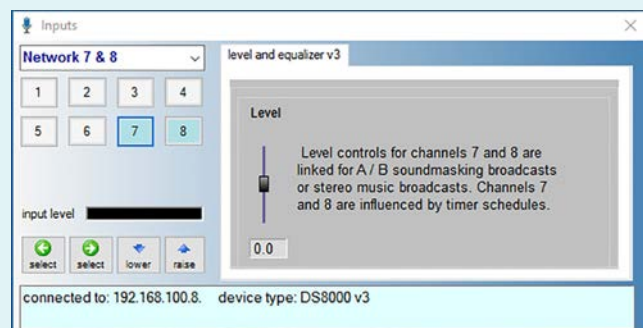 Inputs
Network 7 & 8
level and equalizer v3
1 2 3 4
5 6 7 8
Level
Level controls for channels 7 and 8 are
linked for A / B soundmasking broadcasts
or stereo music broadcasts. Channels 7
and 8 are influenced by timer schedules.
0.0
input level
select select lower raise
connected to: 192.168.100.8. device type: DS8000 v3